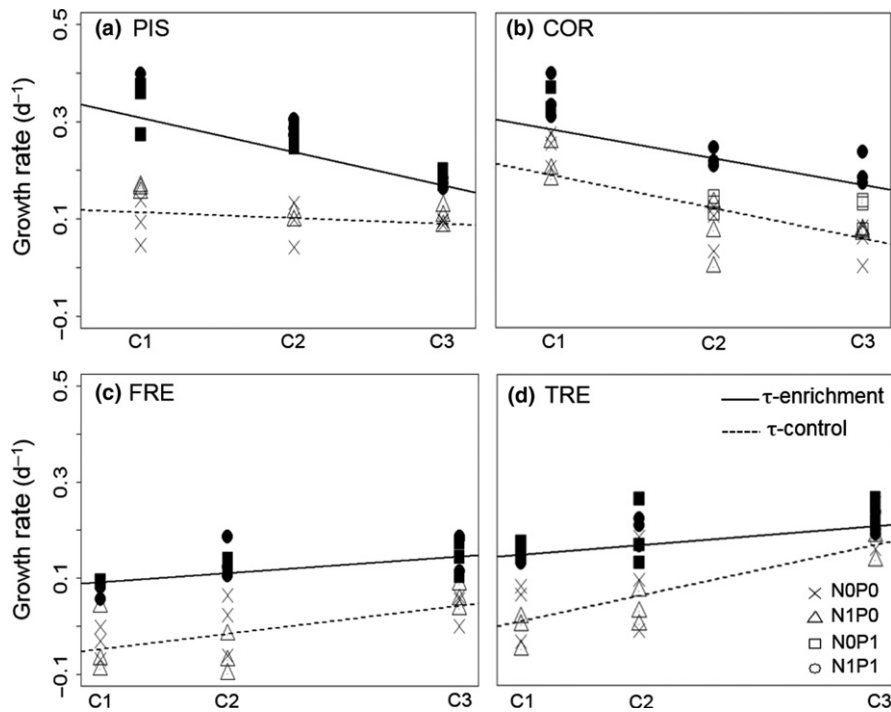 (a) PIS
(b) COR
Growth rate (d⁻¹)
0.5
0.3
0.1
−0.1
C1 C2 C3
C1 C2 C3
(c) FRE
(d) TRE
τ-enrichment
τ-control
Growth rate (d⁻¹)
0.5
0.3
0.1
−0.1
N0P0
N1P0
N0P1
N1P1
C1 C2 C3
C1 C2 C3